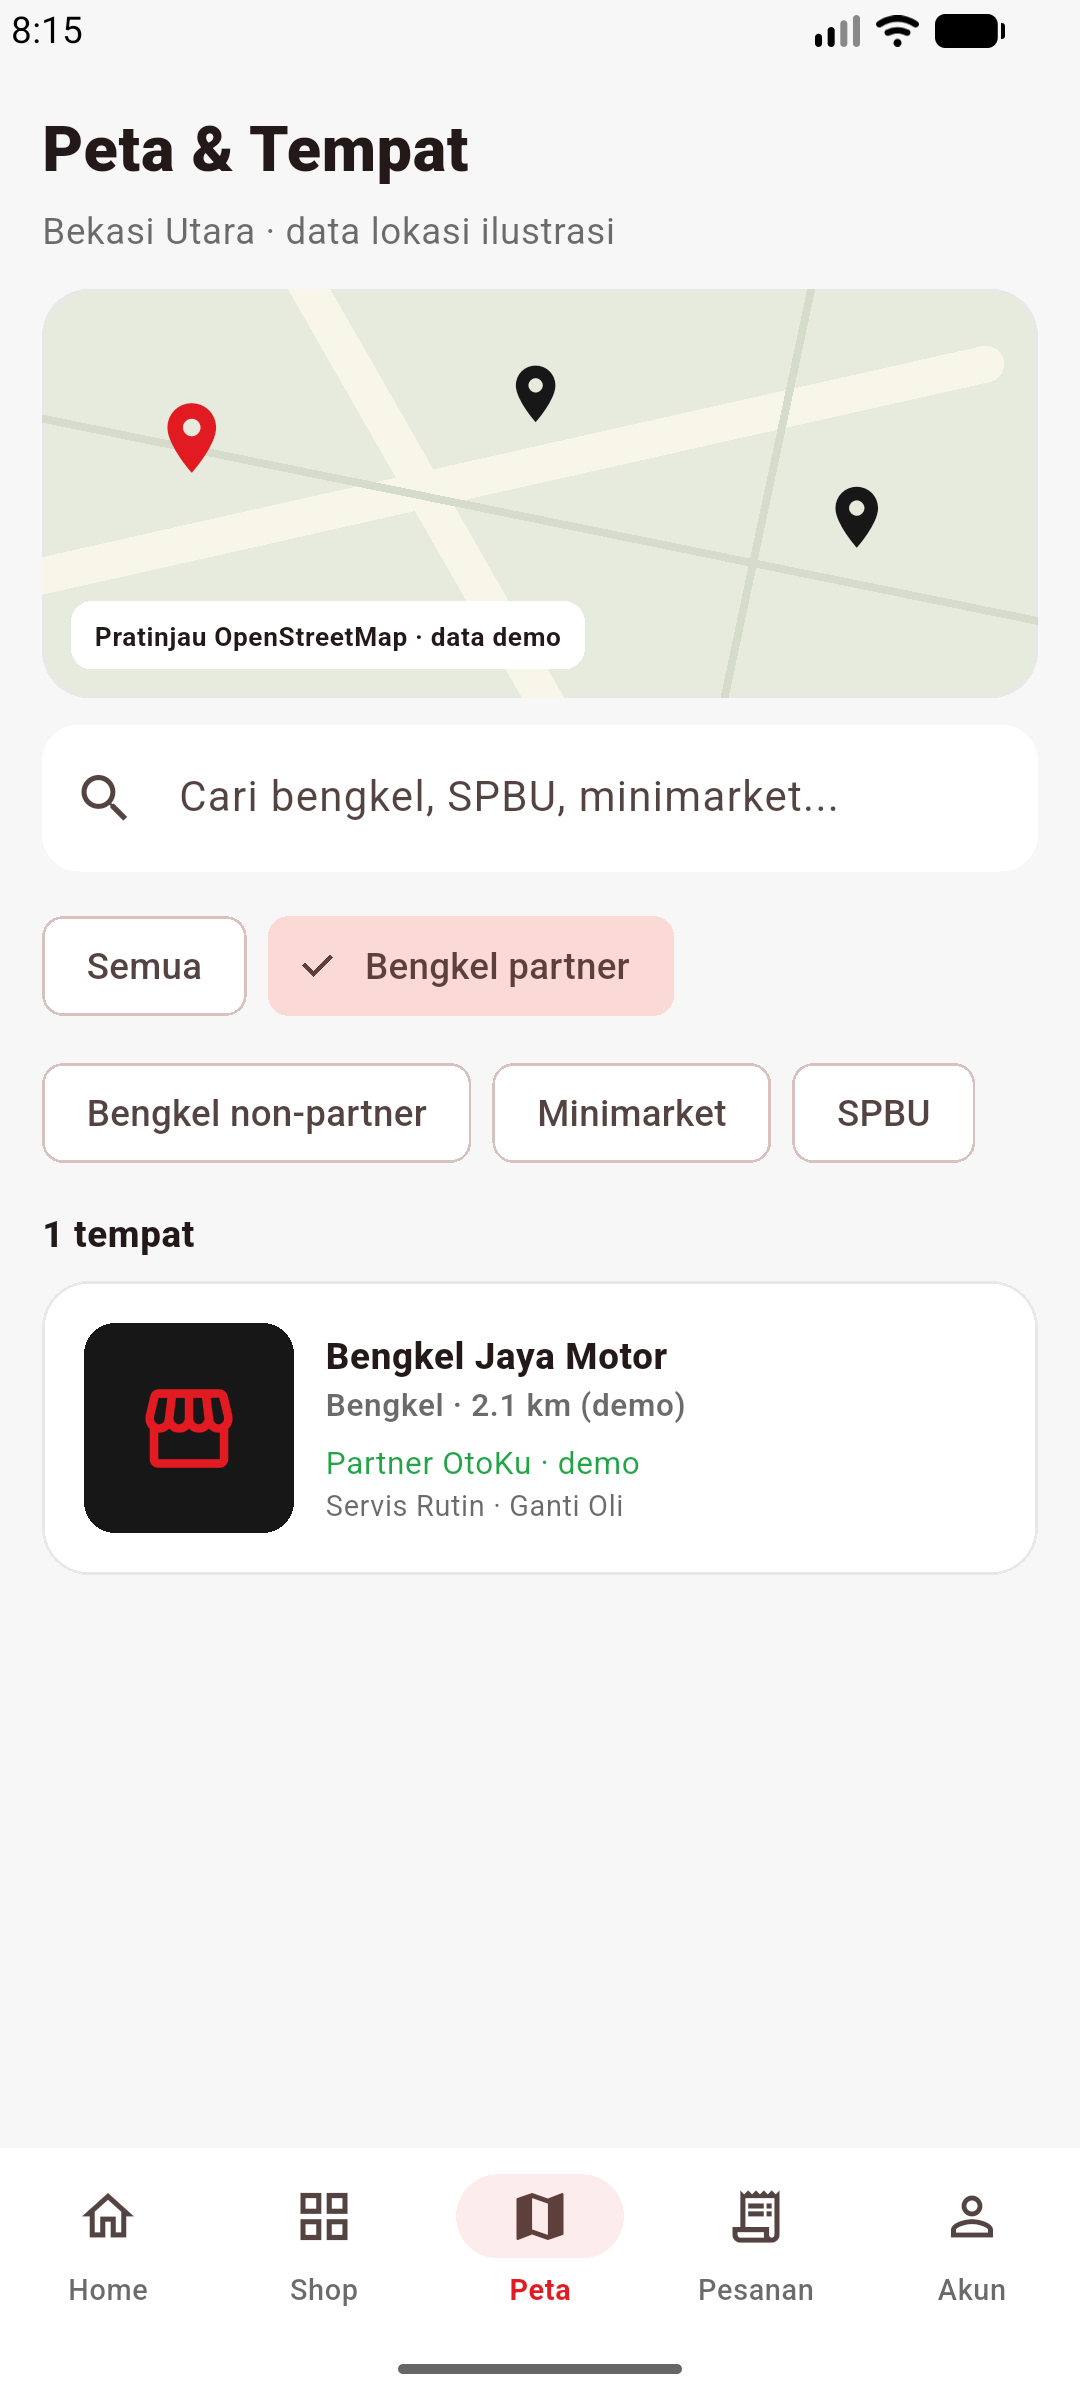 8:15
Peta & Tempat
Bekasi Utara · data lokasi ilustrasi
Pratinjau OpenStreetMap · data demo
Cari bengkel, SPBU, minimarket...
Semua
Bengkel partner
Bengkel non-partner
Minimarket
SPBU
1 tempat
Bengkel Jaya Motor
Bengkel · 2.1 km (demo)
Partner OtoKu · demo
Servis Rutin · Ganti Oli
Home
Shop
Peta
Pesanan
Akun